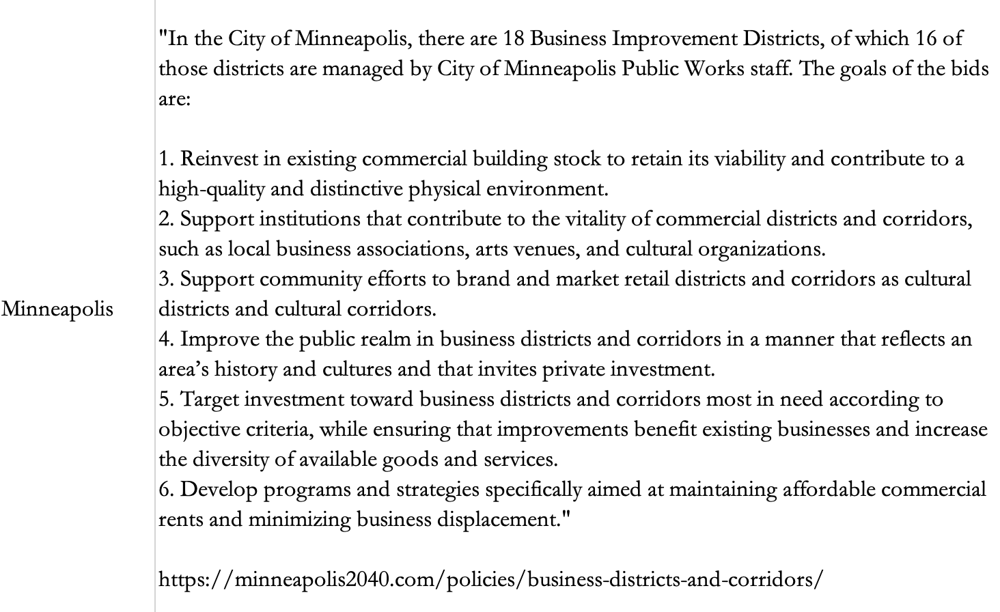 "In the City of Minneapolis, there are 18 Business Improvement Districts, of which 16 of
those districts are managed by City of Minneapolis Public Works staff. The goals of the bids
are:
1. Reinvest in existing commercial building stock to retain its viability and contribute to a
high-quality and distinctive physical environment.
2. Support institutions that contribute to the vitality of commercial districts and corridors,
such as local business associations, arts venues, and cultural organizations.
3. Support community efforts to brand and market retail districts and corridors as cultural
Minneapolis
districts and cultural corridors.
4. Improve the public realm in business districts and corridors in a manner that reflects an
area’s history and cultures and that invites private investment.
5. Target investment toward business districts and corridors most in need according to
objective criteria, while ensuring that improvements benefit existing businesses and increase
the diversity of available goods and services.
6. Develop programs and strategies specifically aimed at maintaining affordable commercial
rents and minimizing business displacement."
https://minneapolis2040.com/policies/business-districts-and-corridors/